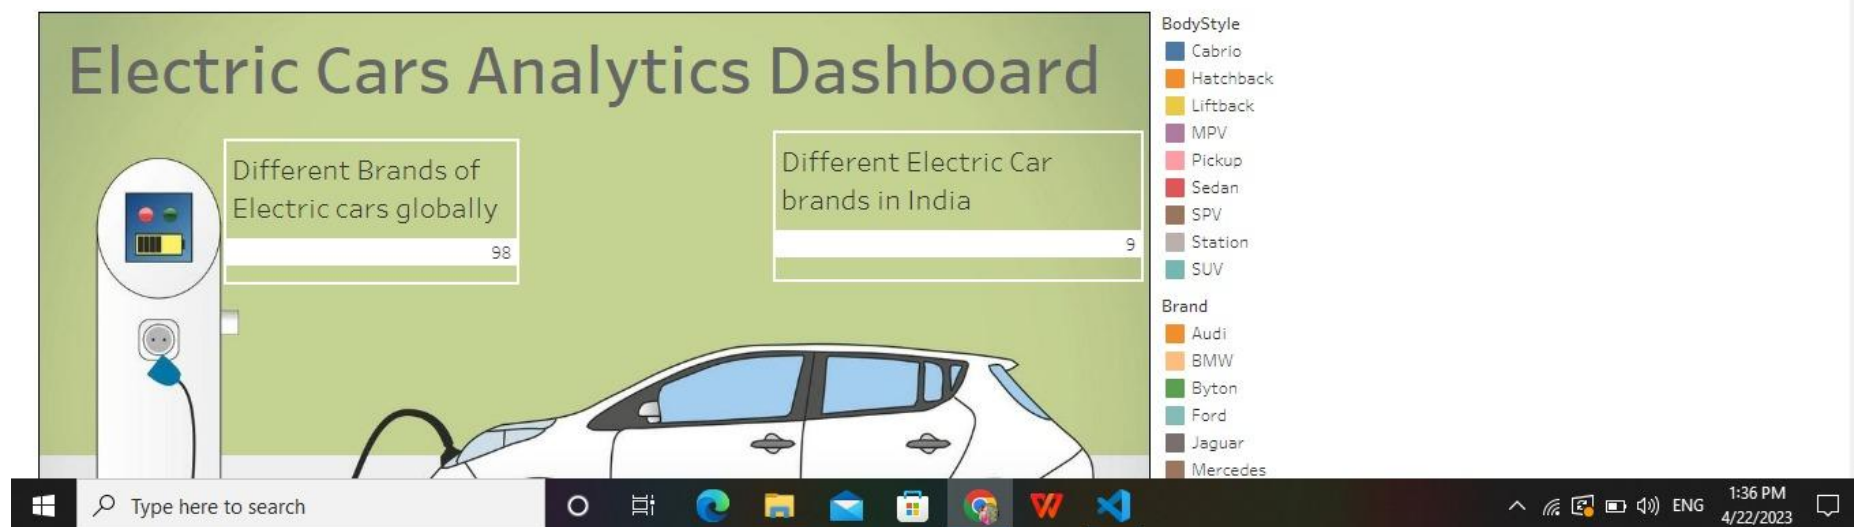 Electric Cars Analytics Dashboard
Different Brands of
Electric cars globally
98
Different Electric Car
brands in India
9
BodyStyle
Cabrio
Hatchback
Liftback
MPV
Pickup
Sedan
SPV
Station
SUV
Brand
Audi
BMW
Byton
Ford
Jaguar
Mercedes
Type here to search
ENG
1:36 PM
4/22/2023